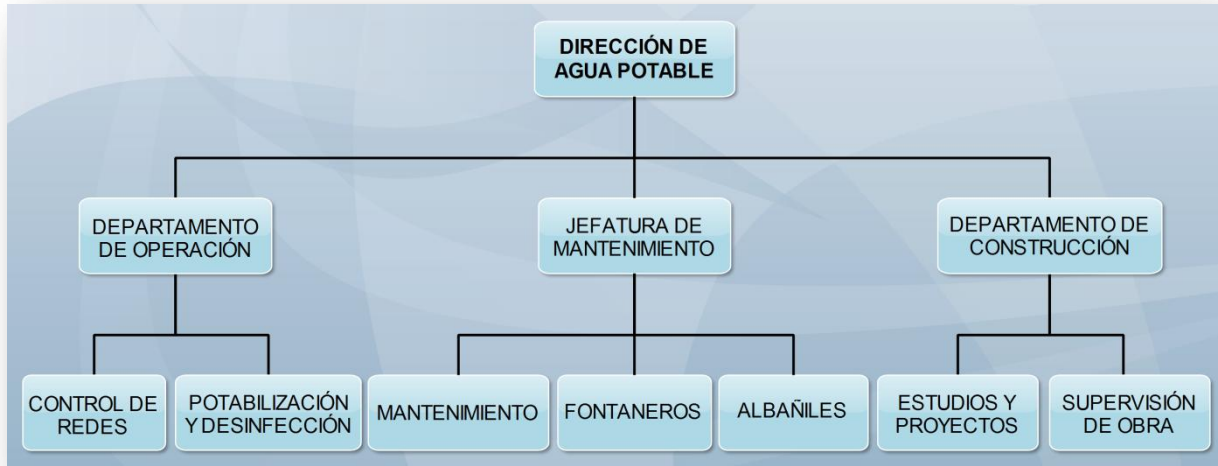 DIRECCIÓN DE
AGUA POTABLE
DEPARTAMENTO
DE OPERACIÓN
JEFATURA DE
MANTENIMIENTO
DEPARTAMENTO DE
CONSTRUCCIÓN
CONTROL DE
REDES
POTABILIZACIÓN
Y DESINFECCIÓN
MANTENIMIENTO
FONTANEROS
ALBAÑILES
ESTUDIOS Y
PROYECTOS
SUPERVISIÓN
DE OBRA